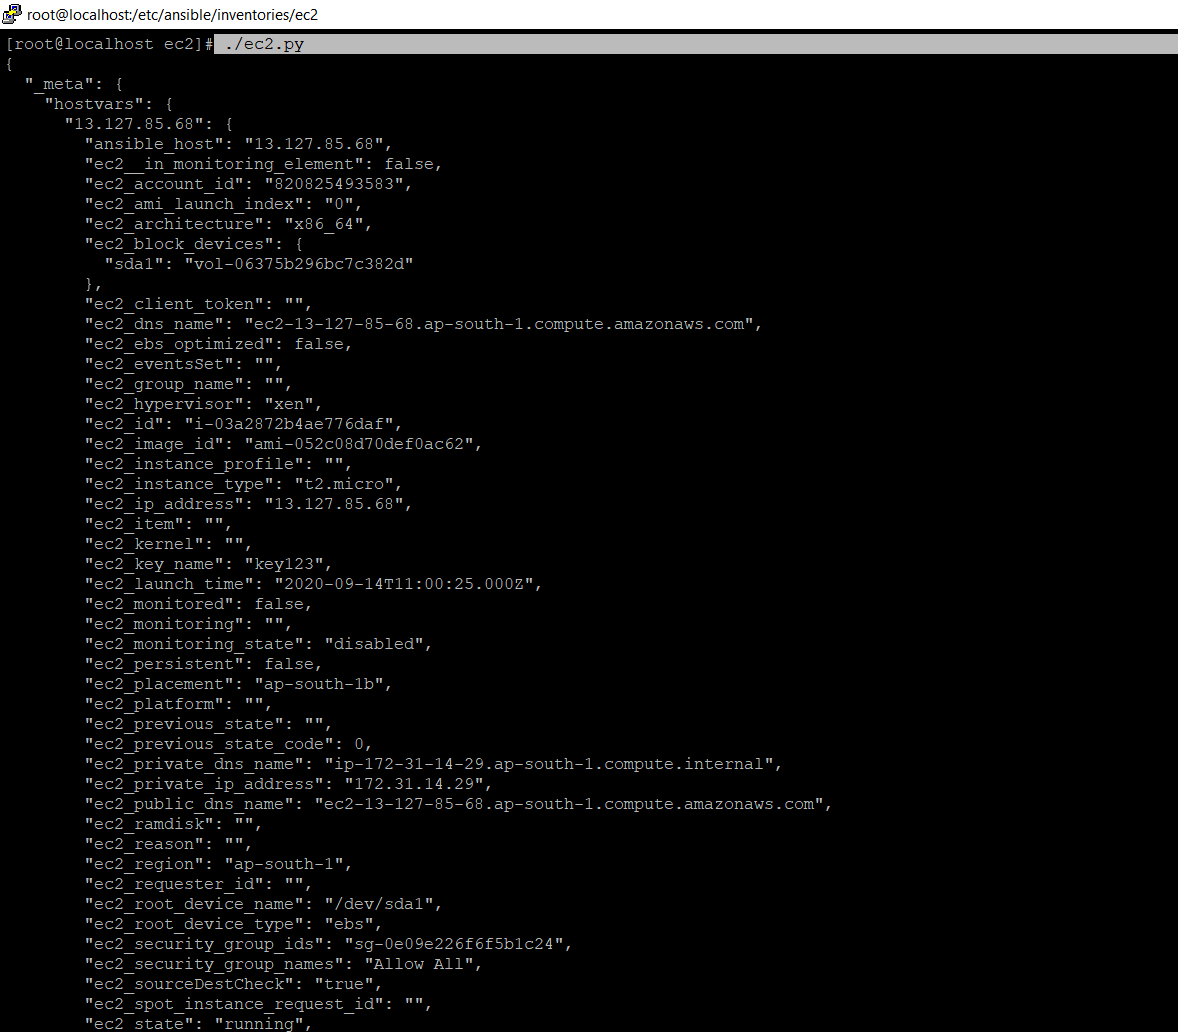 root@localhost:/etc/ansible/inventories/ec2
[root@localhost ec2]# ./ec2.py
{
  "_meta": {
    "hostvars": {
      "13.127.85.68": {
        "ansible_host": "13.127.85.68",
        "ec2__in_monitoring_element": false,
        "ec2_account_id": "820825493583",
        "ec2_ami_launch_index": "0",
        "ec2_architecture": "x86_64",
        "ec2_block_devices": {
          "sda1": "vol-06375b296bc7c382d"
        },
        "ec2_client_token": "",
        "ec2_dns_name": "ec2-13-127-85-68.ap-south-1.compute.amazonaws.com",
        "ec2_ebs_optimized": false,
        "ec2_eventsSet": "",
        "ec2_group_name": "",
        "ec2_hypervisor": "xen",
        "ec2_id": "i-03a2872b4ae776daf",
        "ec2_image_id": "ami-052c08d70def0ac62",
        "ec2_instance_profile": "",
        "ec2_instance_type": "t2.micro",
        "ec2_ip_address": "13.127.85.68",
        "ec2_item": "",
        "ec2_kernel": "",
        "ec2_key_name": "key123",
        "ec2_launch_time": "2020-09-14T11:00:25.000Z",
        "ec2_monitored": false,
        "ec2_monitoring": "",
        "ec2_monitoring_state": "disabled",
        "ec2_persistent": false,
        "ec2_placement": "ap-south-1b",
        "ec2_platform": "",
        "ec2_previous_state": "",
        "ec2_previous_state_code": 0,
        "ec2_private_dns_name": "ip-172-31-14-29.ap-south-1.compute.internal",
        "ec2_private_ip_address": "172.31.14.29",
        "ec2_public_dns_name": "ec2-13-127-85-68.ap-south-1.compute.amazonaws.com",
        "ec2_ramdisk": "",
        "ec2_reason": "",
        "ec2_region": "ap-south-1",
        "ec2_requester_id": "",
        "ec2_root_device_name": "/dev/sda1",
        "ec2_root_device_type": "ebs",
        "ec2_security_group_ids": "sg-0e09e226f6f5b1c24",
        "ec2_security_group_names": "Allow All",
        "ec2_sourceDestCheck": "true",
        "ec2_spot_instance_request_id": "",
        "ec2_state": "running",